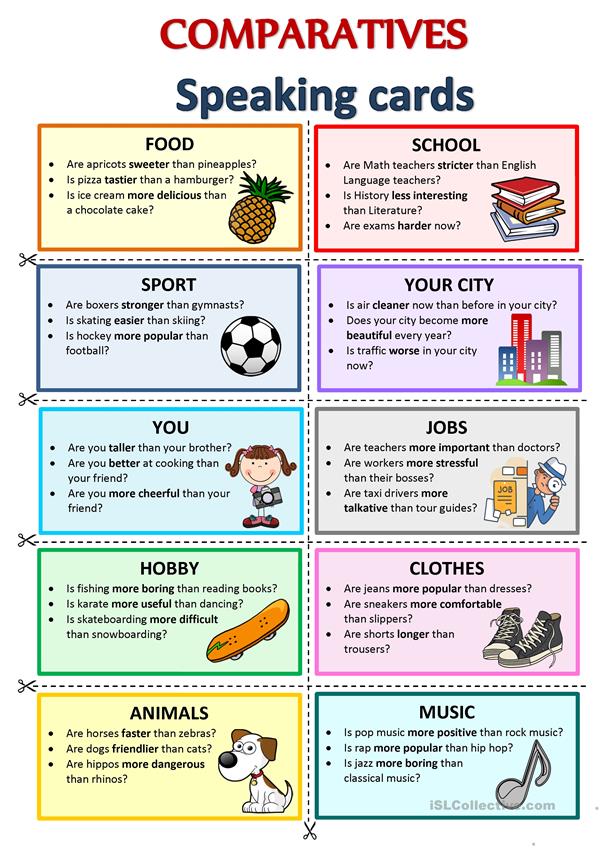 COMPARATIVES
Speaking cards
FOOD
• Are apricots sweeter than pineapples?
• Is pizza tastier than a hamburger?
• Is ice cream more delicious than
a chocolate cake?
SCHOOL
• Are Math teachers stricter than English
Language teachers?
• Is History less interesting
than Literature?
• Are exams harder now?
SPORT
• Are boxers stronger than gymnasts?
• Is skating easier than skiing?
• Is hockey more popular than
football?
YOUR CITY
• Is air cleaner now than before in your city?
• Does your city become more
beautiful every year?
• Is traffic worse in your city
now?
YOU
• Are you taller than your brother?
• Are you better at cooking than
your friend?
• Are you more cheerful than your
friend?
JOBS
• Are teachers more important than doctors?
• Are workers more stressful
than their bosses?
• Are taxi drivers more
talkative than tour guides?
JOB
HOBBY
• Is fishing more boring than reading books?
• Is karate more useful than dancing?
• Is skateboarding more difficult
than snowboarding?
CLOTHES
• Are jeans more popular than dresses?
• Are sneakers more comfortable
than slippers?
• Are shorts longer than
trousers?
ANIMALS
• Are horses faster than zebras?
• Are dogs friendlier than cats?
• Are hippos more dangerous
than rhinos?
MUSIC
• Is pop music more positive than rock music?
• Is rap more popular than hip hop?
• Is jazz more boring than
classical music?
iSLCollective.com